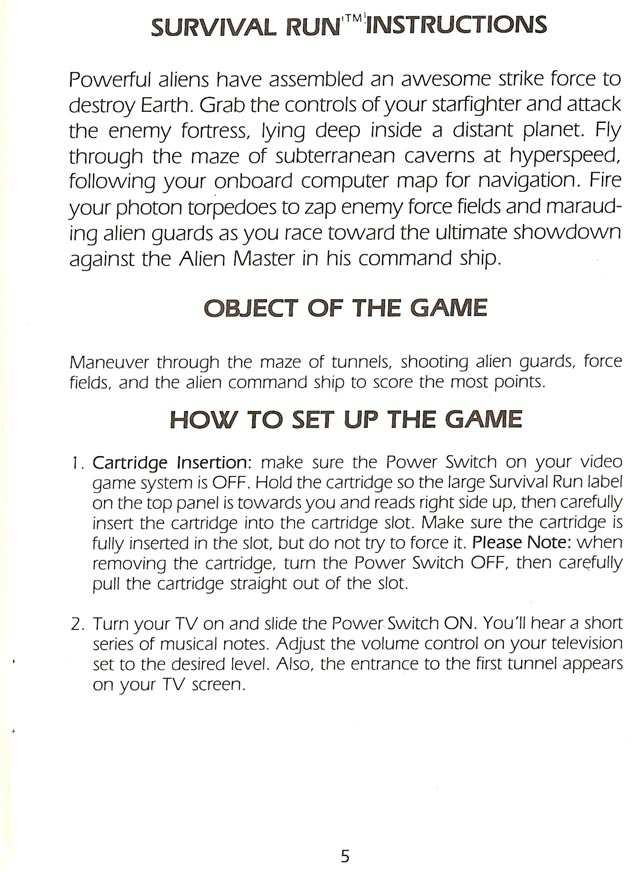 SURVIVAL RUN™ INSTRUCTIONS
Powerful aliens have assembled an awesome strike force to
destroy Earth. Grab the controls of your starfighter and attack
the enemy fortress, lying deep inside a distant planet. Fly
through the maze of subterranean caverns at hyperspeed,
following your onboard computer map for navigation. Fire
your photon torpedoes to zap enemy force fields and maraud-
ing alien guards as you race toward the ultimate showdown
against the Alien Master in his command ship.
OBJECT OF THE GAME
Maneuver through the maze of tunnels, shooting alien guards, force
fields, and the alien command ship to score the most points.
HOW TO SET UP THE GAME
1. Cartridge Insertion: make sure the Power Switch on your video
game system is OFF. Hold the cartridge so the large Survival Run label
on the top panel is towards you and reads right side up, then carefully
insert the cartridge into the cartridge slot. Make sure the cartridge is
fully inserted in the slot, but do not try to force it. Please Note: when
removing the cartridge, turn the Power Switch OFF, then carefully
pull the cartridge straight out of the slot.
2. Turn your TV on and slide the Power Switch ON. You'll hear a short
series of musical notes. Adjust the volume control on your television
set to the desired level. Also, the entrance to the first tunnel appears
on your TV screen.
5